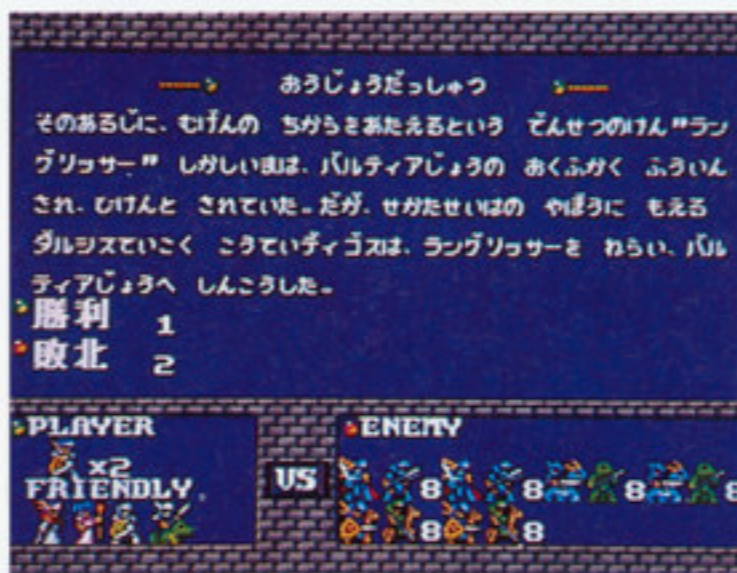 おうじょうだっしゅつ
そのあるじに、むげんの ちからをあたえるという でんせつのけん"ラン
グリッサー" しかしいまは、バルティアじょうの おくふかく ふういん
され、ひけんと されていた。だが、せかたせいはの やぼうに もえる
ダルシスていこく こうていディゴスは、ラングリッサーを ねらい、バル
ティアじょうへ しんこうした。
勝利 1
敗北 2
PLAYER
x2
FRIENDLY
VS
ENEMY
8 8 8 8
8 8